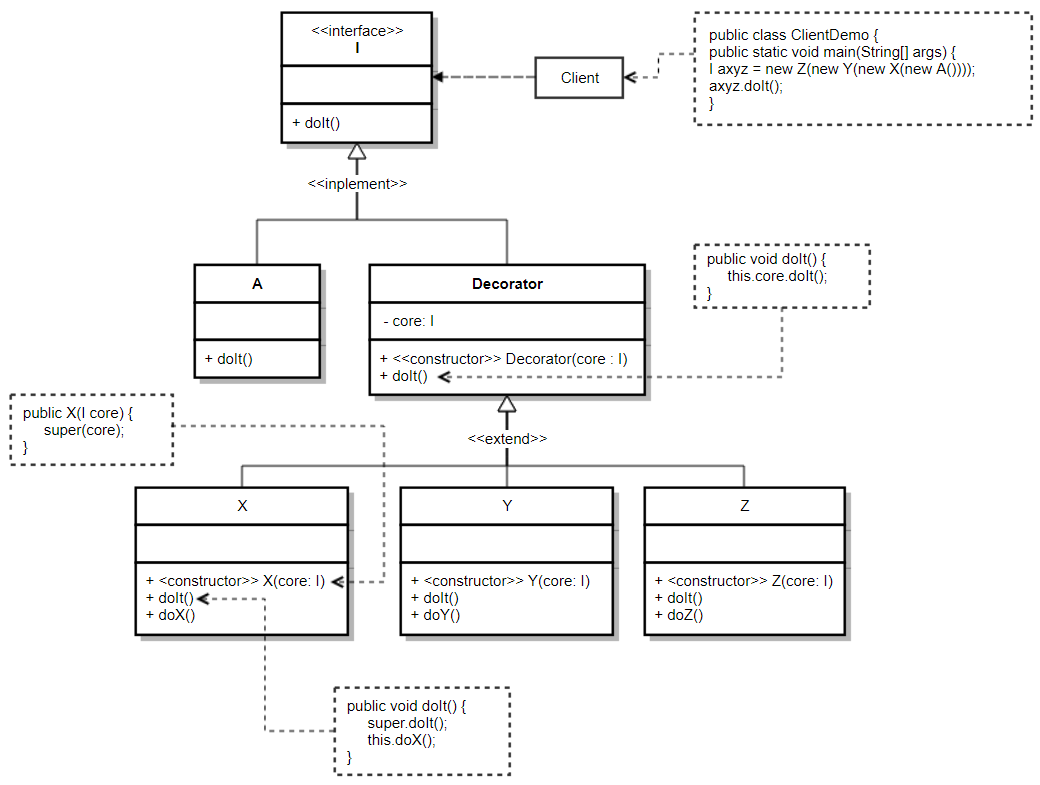 <<interface>>
I
+ doIt()
Client
public class ClientDemo {
public static void main(String[] args) {
I axyz = new Z(new Y(new X(new A())));
axyz.doIt();
}
<<inplement>>
A
+ doIt()
Decorator
- core: I
+ <<constructor>> Decorator(core : I)
+ doIt()
public void doIt() {
this.core.doIt();
}
public X(I core) {
super(core);
}
<<extend>>
X
+ <constructor>> X(core: I)
+ doIt()
+ doX()
Y
+ <constructor>> Y(core: I)
+ doIt()
+ doY()
Z
+ <constructor>> Z(core: I)
+ doIt()
+ doZ()
public void doIt() {
super.doIt();
this.doX();
}